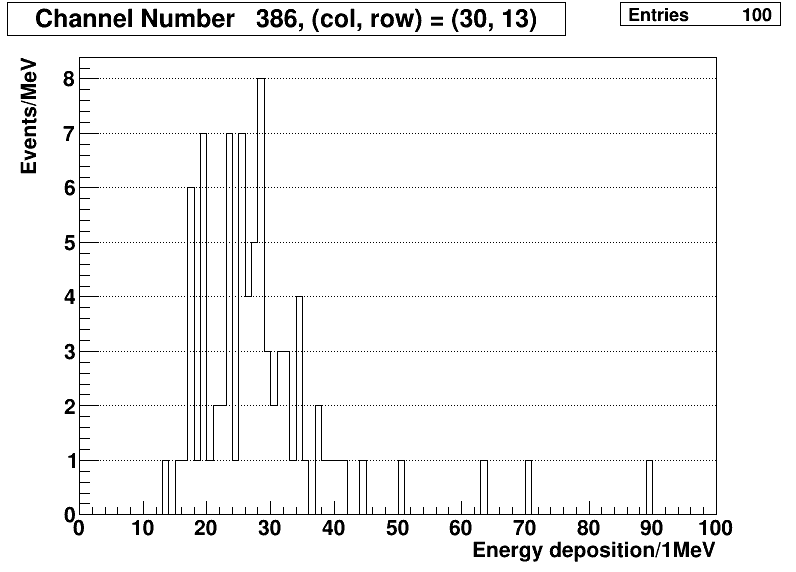 Channel Number 386, (col, row) = (30, 13)
Entries 100
Events/MeV
8
7
6
5
4
3
2
1
0
0 10 20 30 40 50 60 70 80 90 100
Energy deposition/1MeV